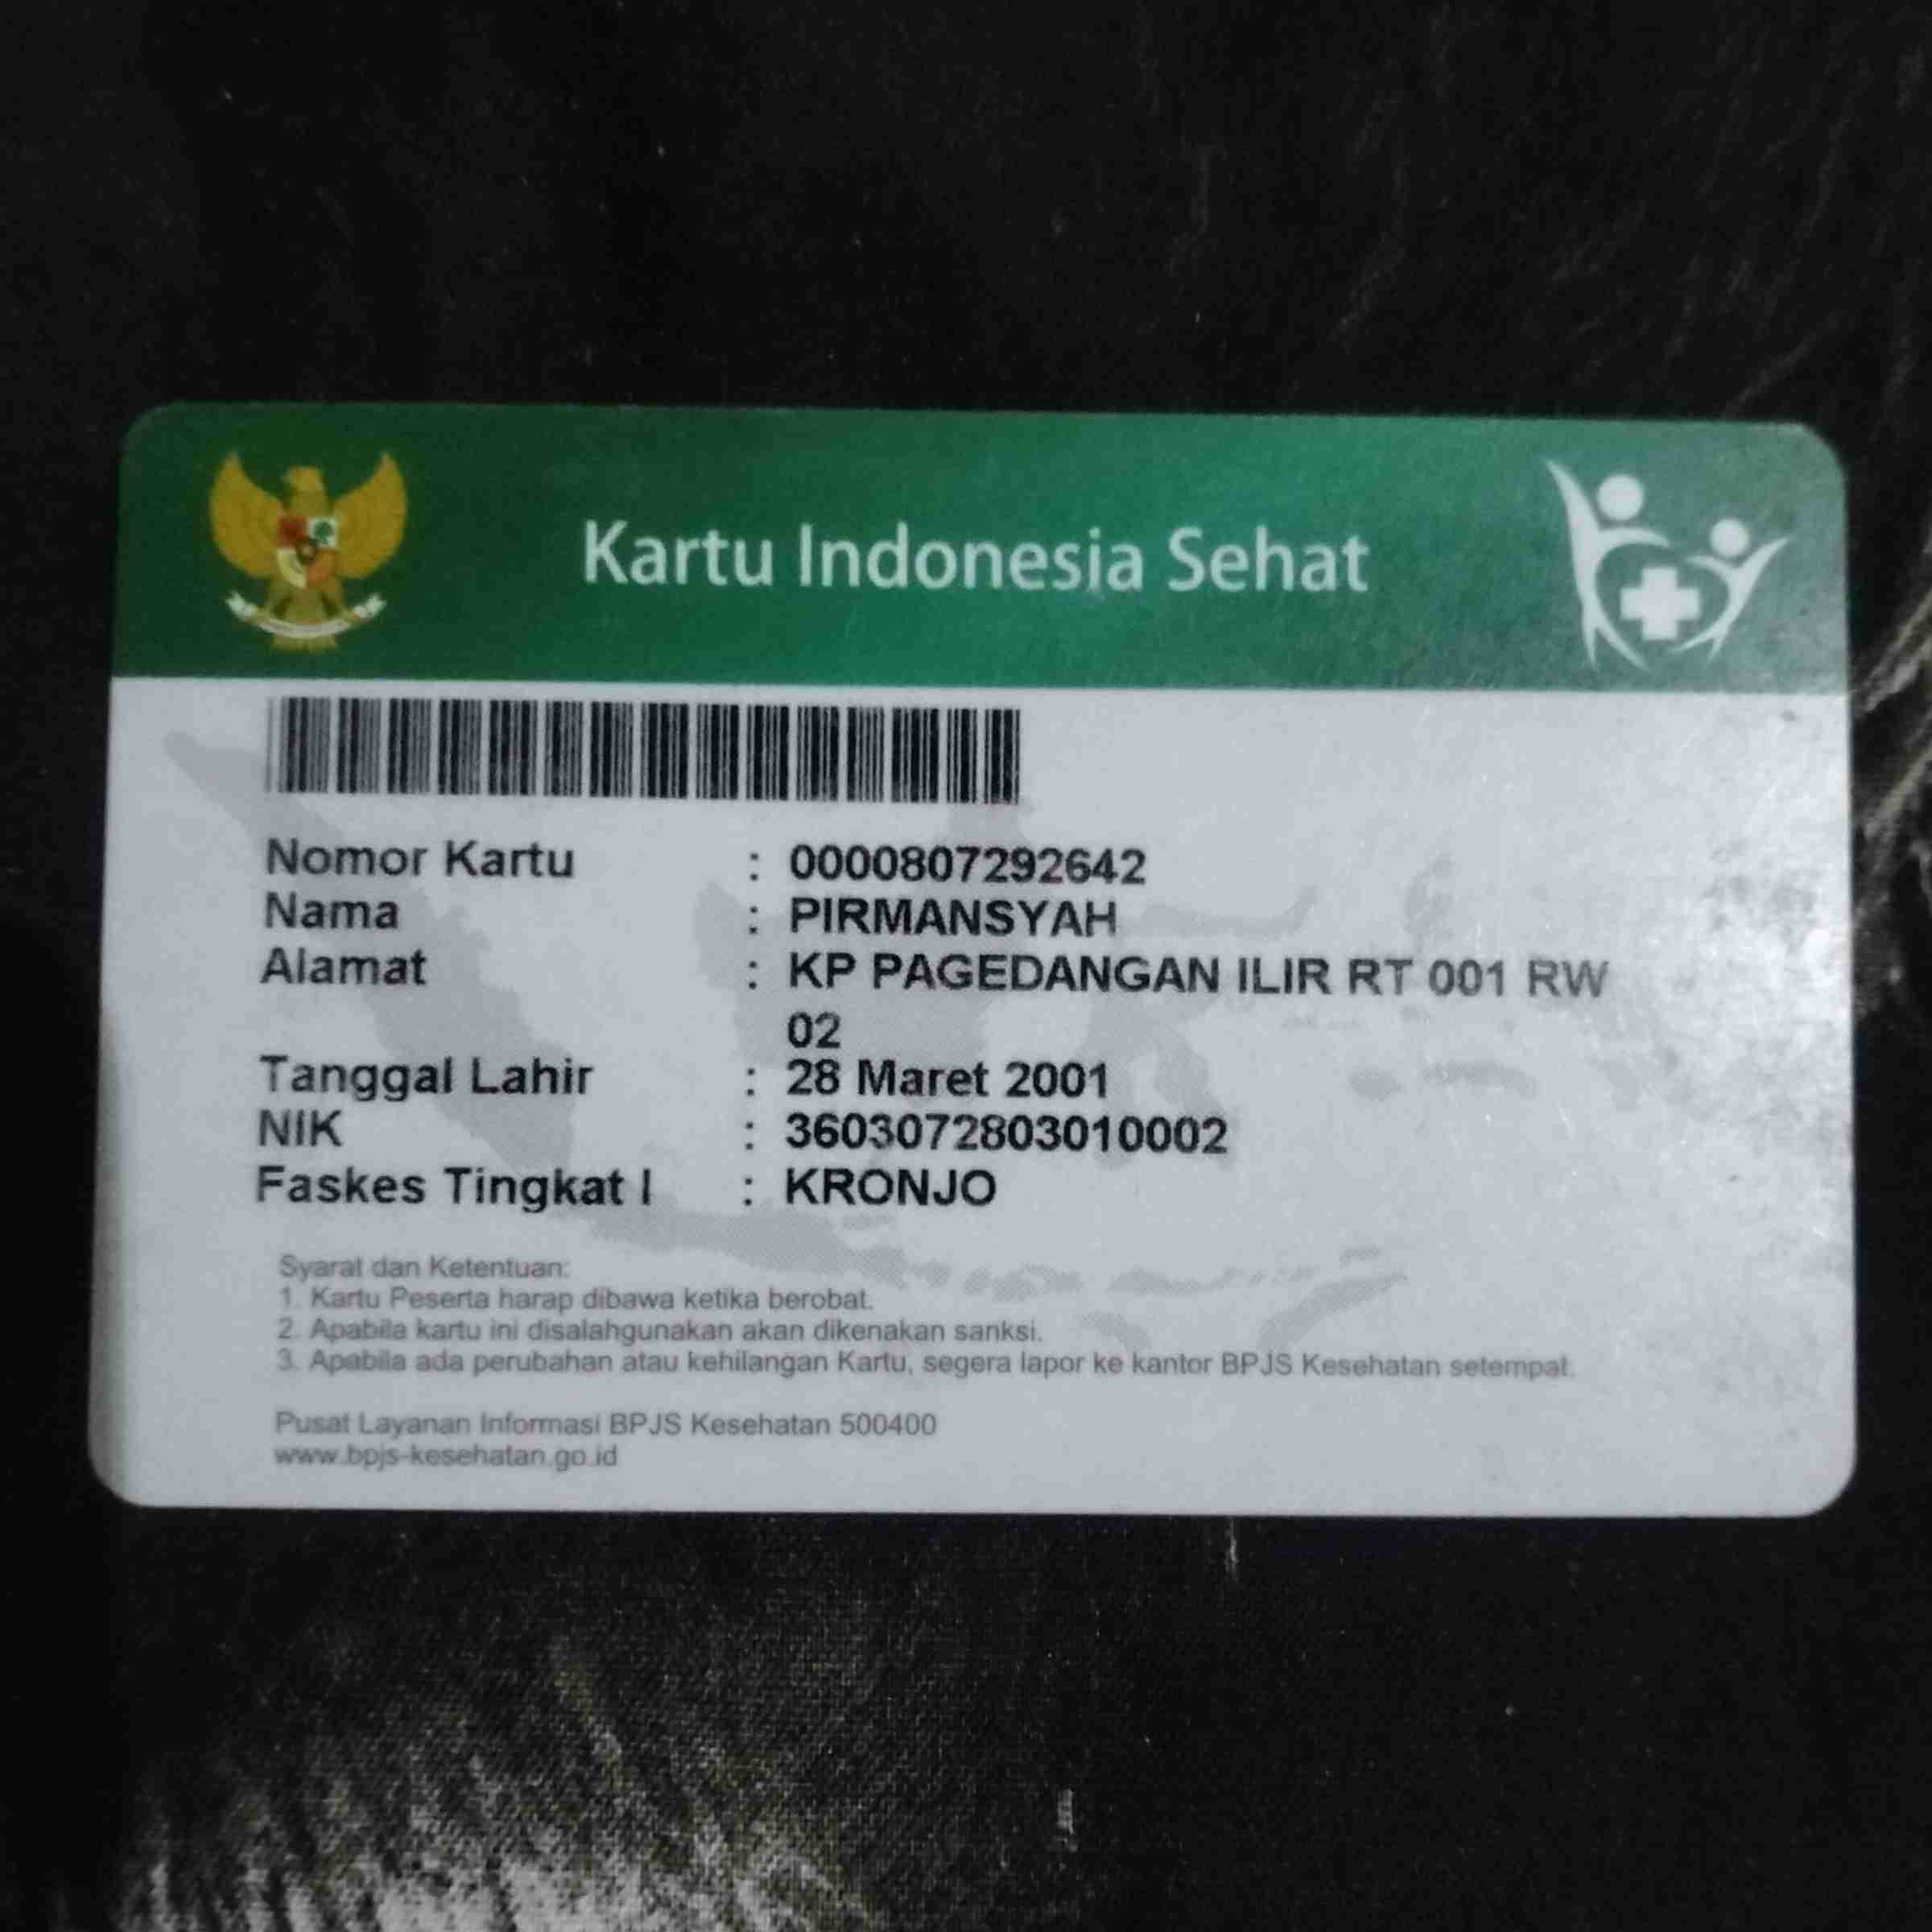 Kartu Indonesia Sehat
Nomor Kartu : 0000807292642
Nama : PIRMANSYAH
Alamat : KP PAGEDANGAN ILIR RT 001 RW
02
Tanggal Lahir : 28 Maret 2001
NIK : 3603072803010002
Faskes Tingkat I : KRONJO
Syarat dan Ketentuan:
1. Kartu Peserta harap dibawa ketika berobat.
2. Apabila kartu ini disalahgunakan akan dikenakan sanksi.
3. Apabila ada perubahan atau kehilangan Kartu, segera lapor ke kantor BPJS Kesehatan setempat.
Pusat Layanan Informasi BPJS Kesehatan 500400
www.bpjs-kesehatan.go.id